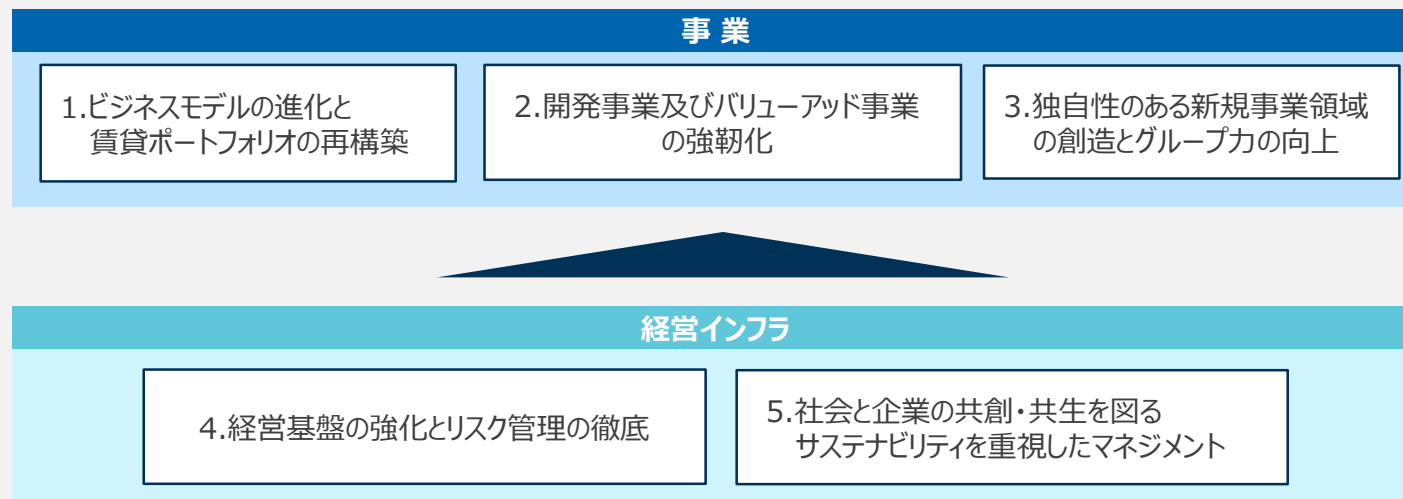 事 業
1.ビジネスモデルの進化と
賃貸ポートフォリオの再構築
2.開発事業及びバリューアッド事業
の強靭化
3.独自性のある新規事業領域
の創造とグループ力の向上
経営インフラ
4.経営基盤の強化とリスク管理の徹底
5.社会と企業の共創・共生を図る
サステナビリティを重視したマネジメント